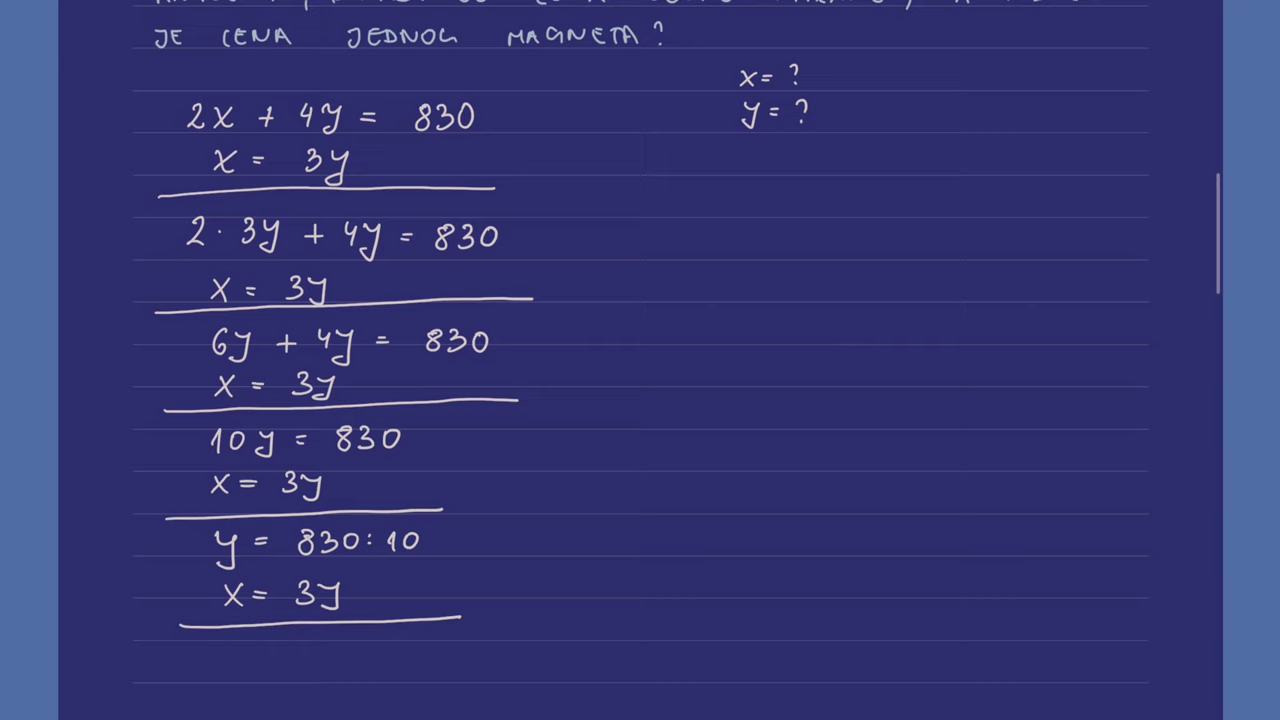 JE CENA JEDNOG MAGNETA?
x = ?
y = ?
2x + 4y = 830
x = 3y
2 · 3y + 4y = 830
x = 3y
6y + 4y = 830
x = 3y
10y = 830
x = 3y
y = 830 : 10
x = 3y